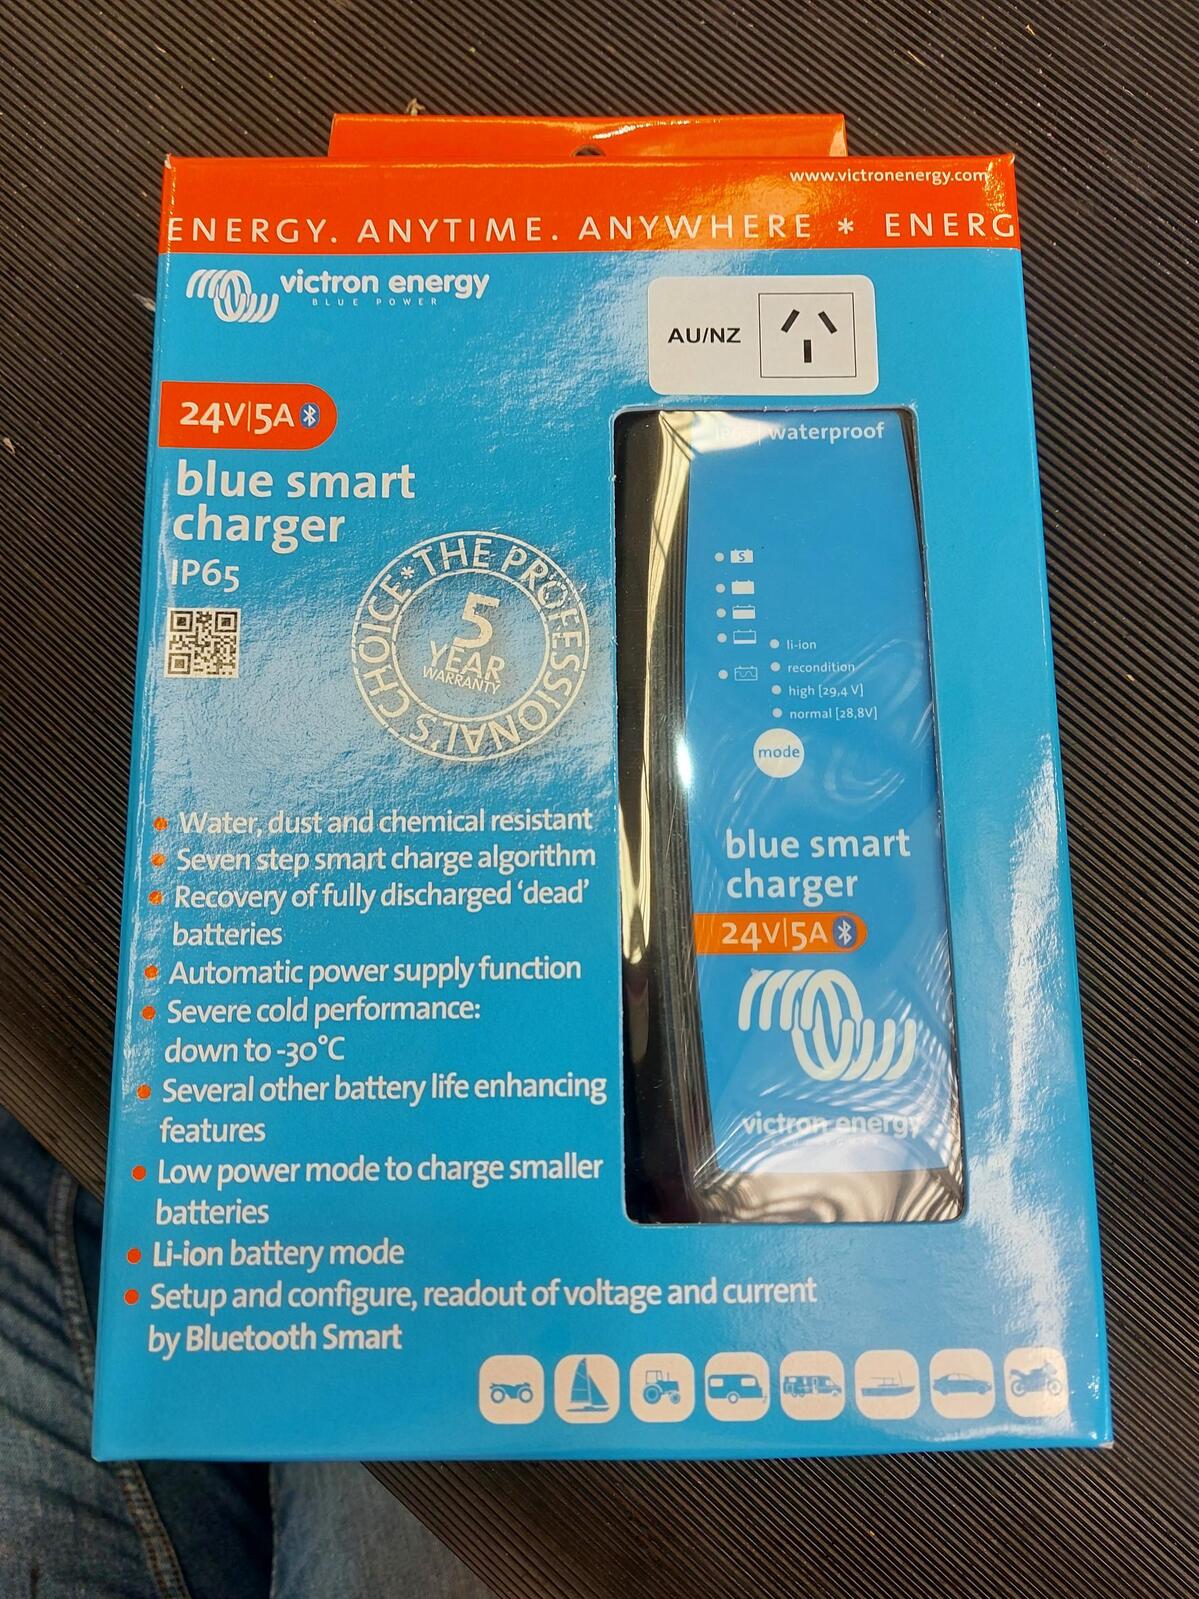 www.victronenergy.com
ENERGY. ANYTIME. ANYWHERE * ENERG
victron energy
BLUE POWER
AU/NZ
24V|5A
blue smart
charger
IP65
THE PROFESSIONAL'S CHOICE *
5
YEAR
WARRANTY
• Water, dust and chemical resistant
• Seven step smart charge algorithm
• Recovery of fully discharged ‘dead’
batteries
• Automatic power supply function
• Severe cold performance:
down to -30°C
• Several other battery life enhancing
features
• Low power mode to charge smaller
batteries
• Li-ion battery mode
• Setup and configure, readout of voltage and current
by Bluetooth Smart
IP65 | waterproof
S
li-ion
recondition
high [29,4 V]
normal [28,8V]
mode
blue smart
charger
24V|5A
victron energy